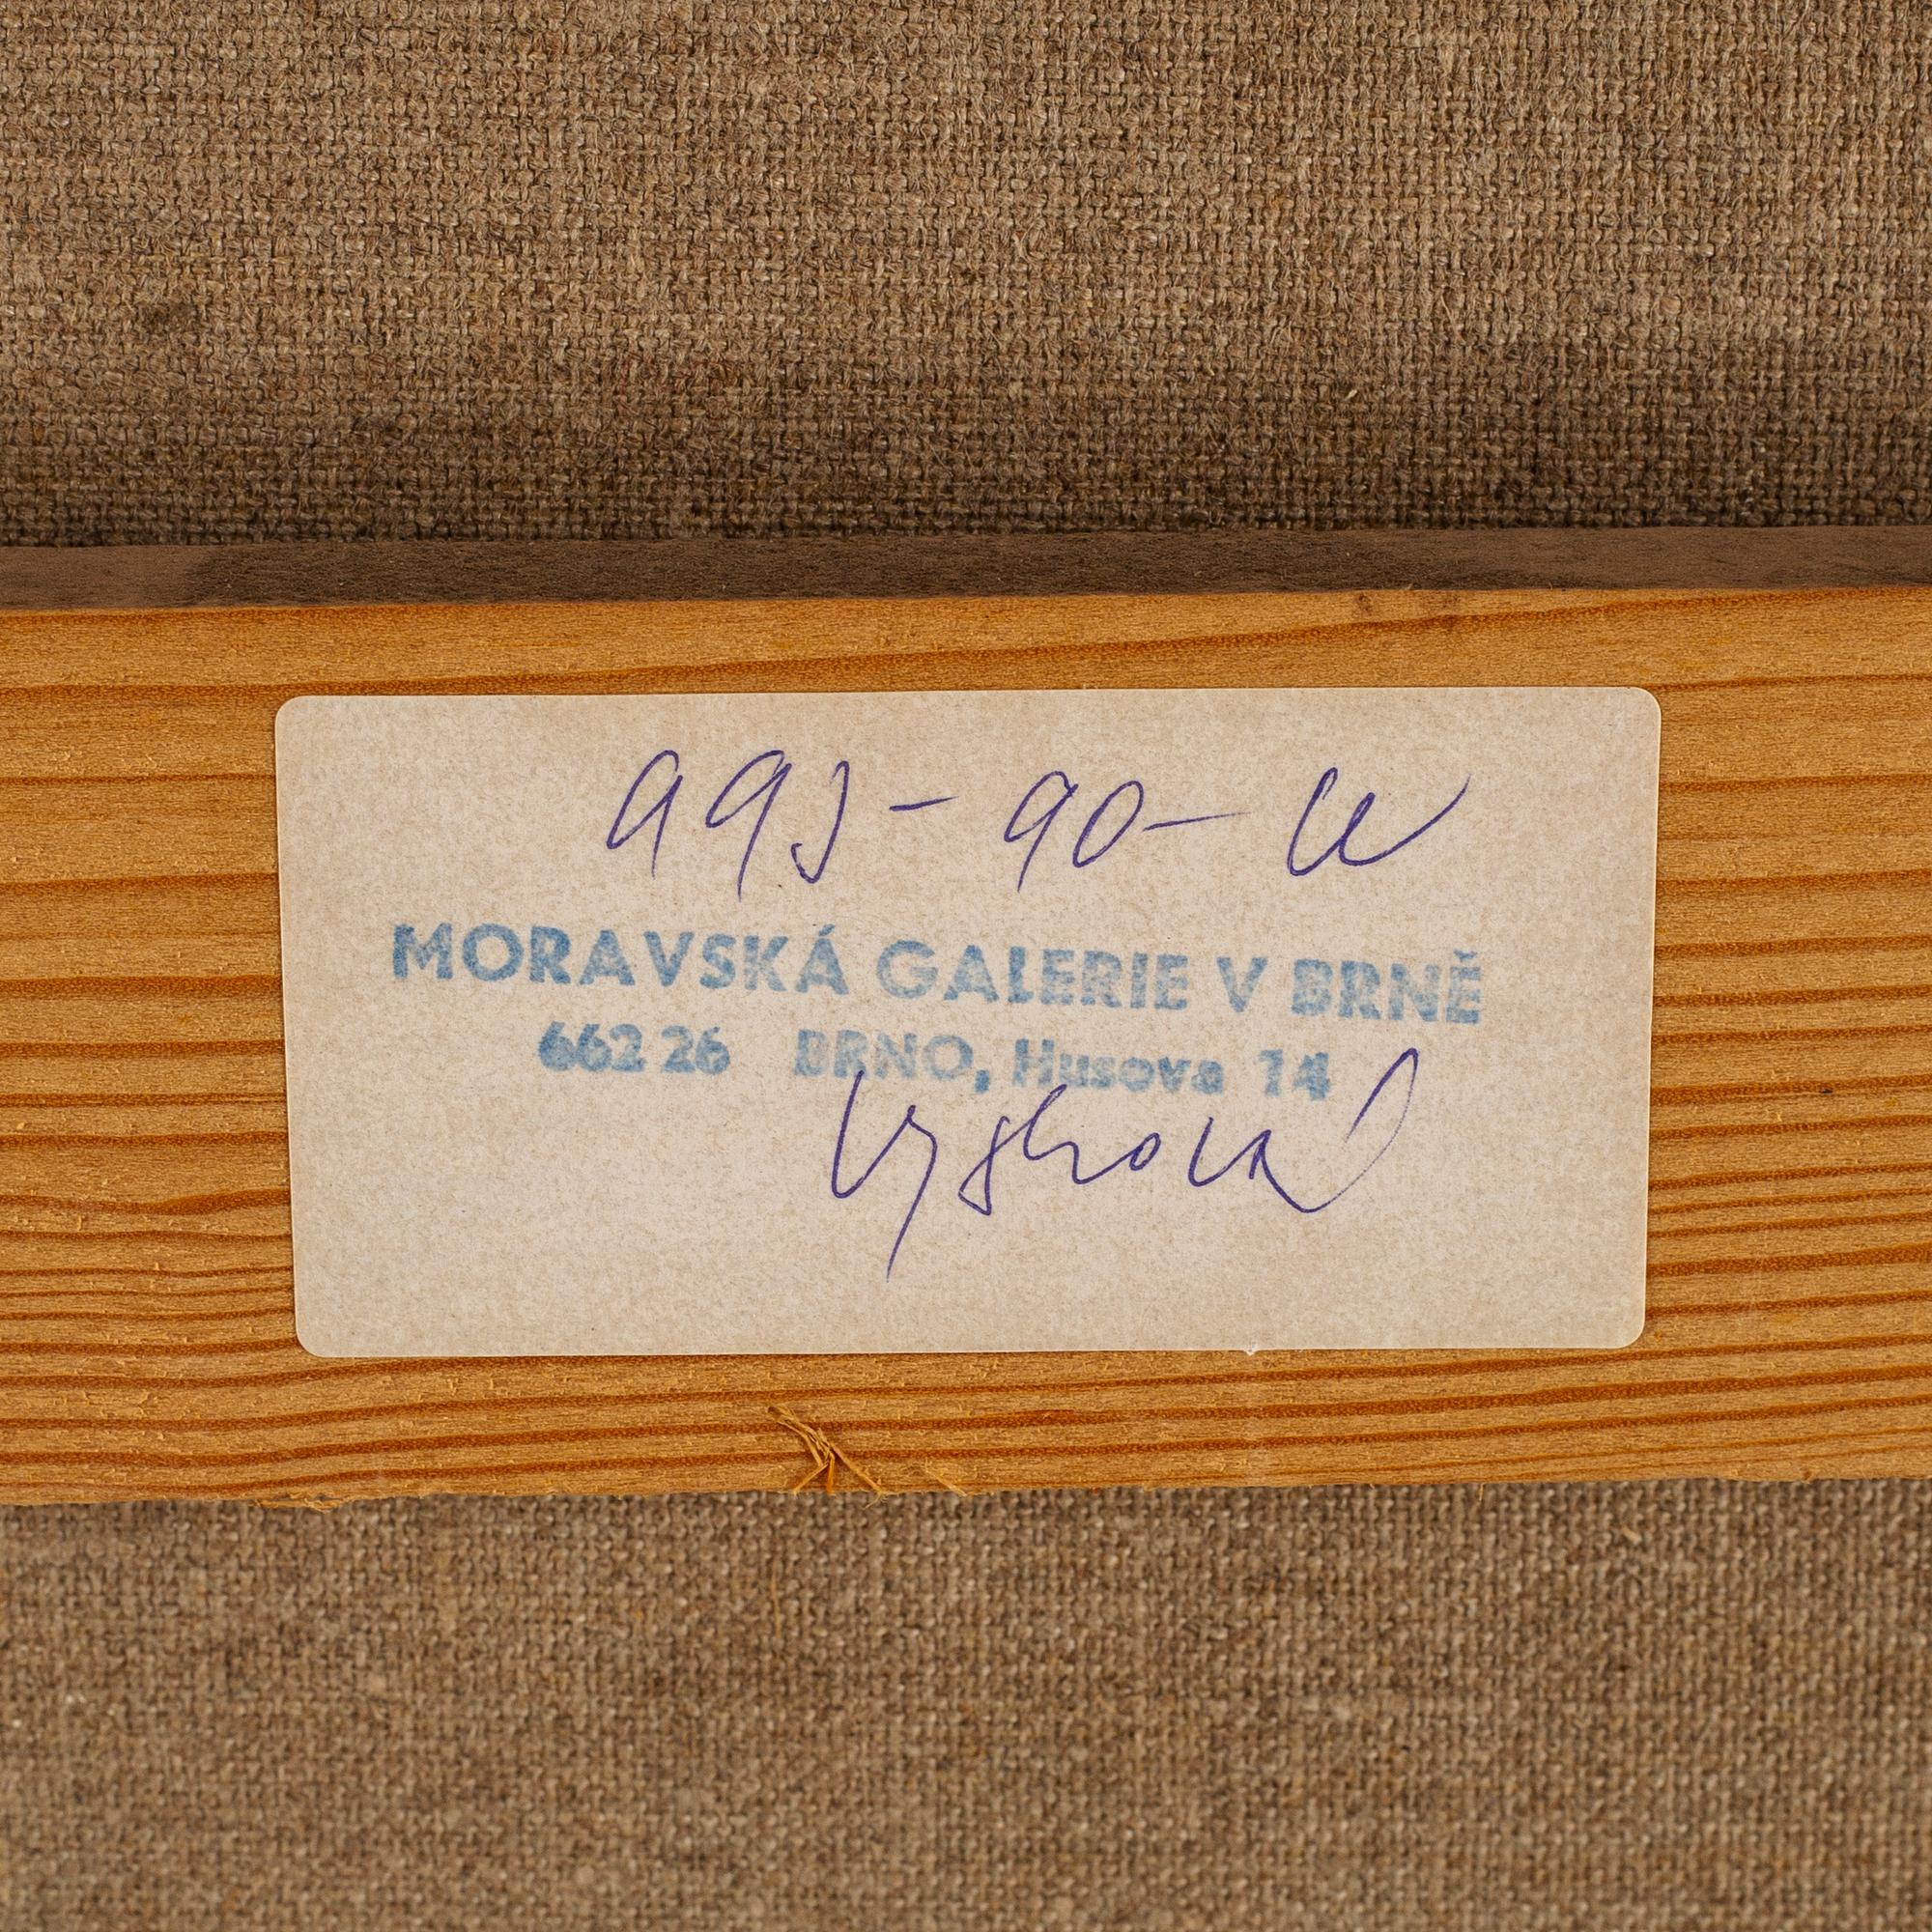 993-90-U
MORAVSKÁ GALERIE V BRNĚ
662 26 BRNO, Husova 14